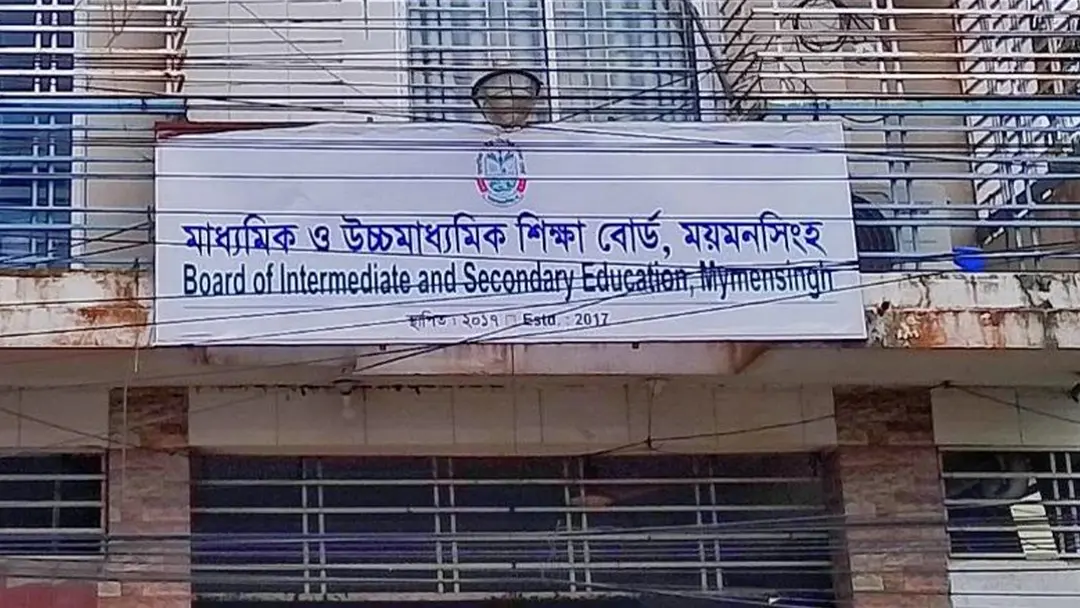 মাধ্যমিক ও উচ্চমাধ্যমিক শিক্ষা বোর্ড, ময়মনসিংহ
Board of Intermediate and Secondary Education, Mymensingh
স্থাপিত : ২০১৭ □ Estd. : 2017